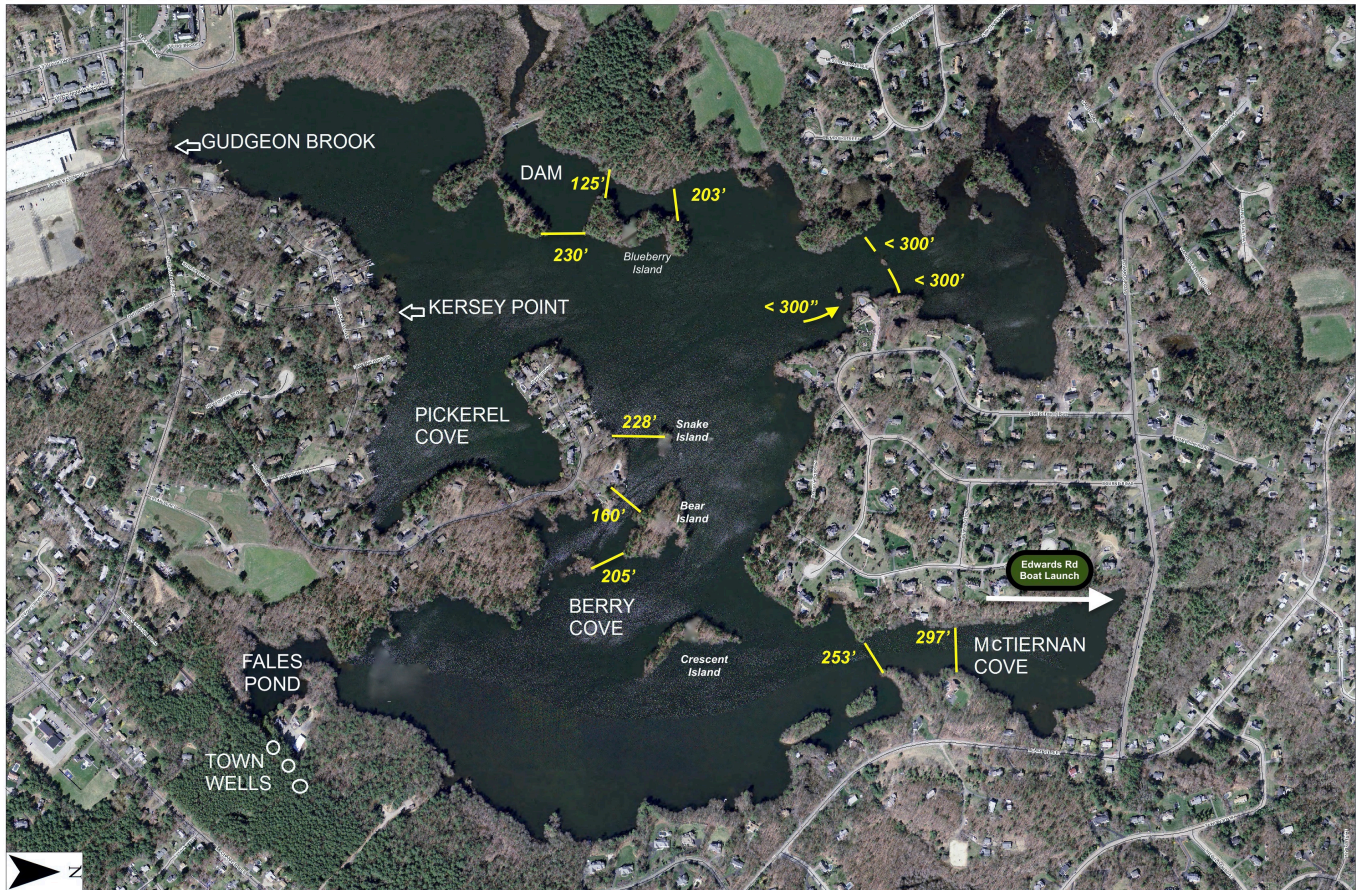 GUDGEON BROOK
DAM
125'
203'
230'
Blueberry
Island
< 300'
< 300'
< 300"
KERSEY POINT
PICKEREL
COVE
228'
Snake
Island
160'
Bear
Island
205'
BERRY
COVE
Edwards Rd
Boat Launch
Crescent
Island
253'
297'
McTIERNAN
COVE
FALES
POND
TOWN
WELLS
N